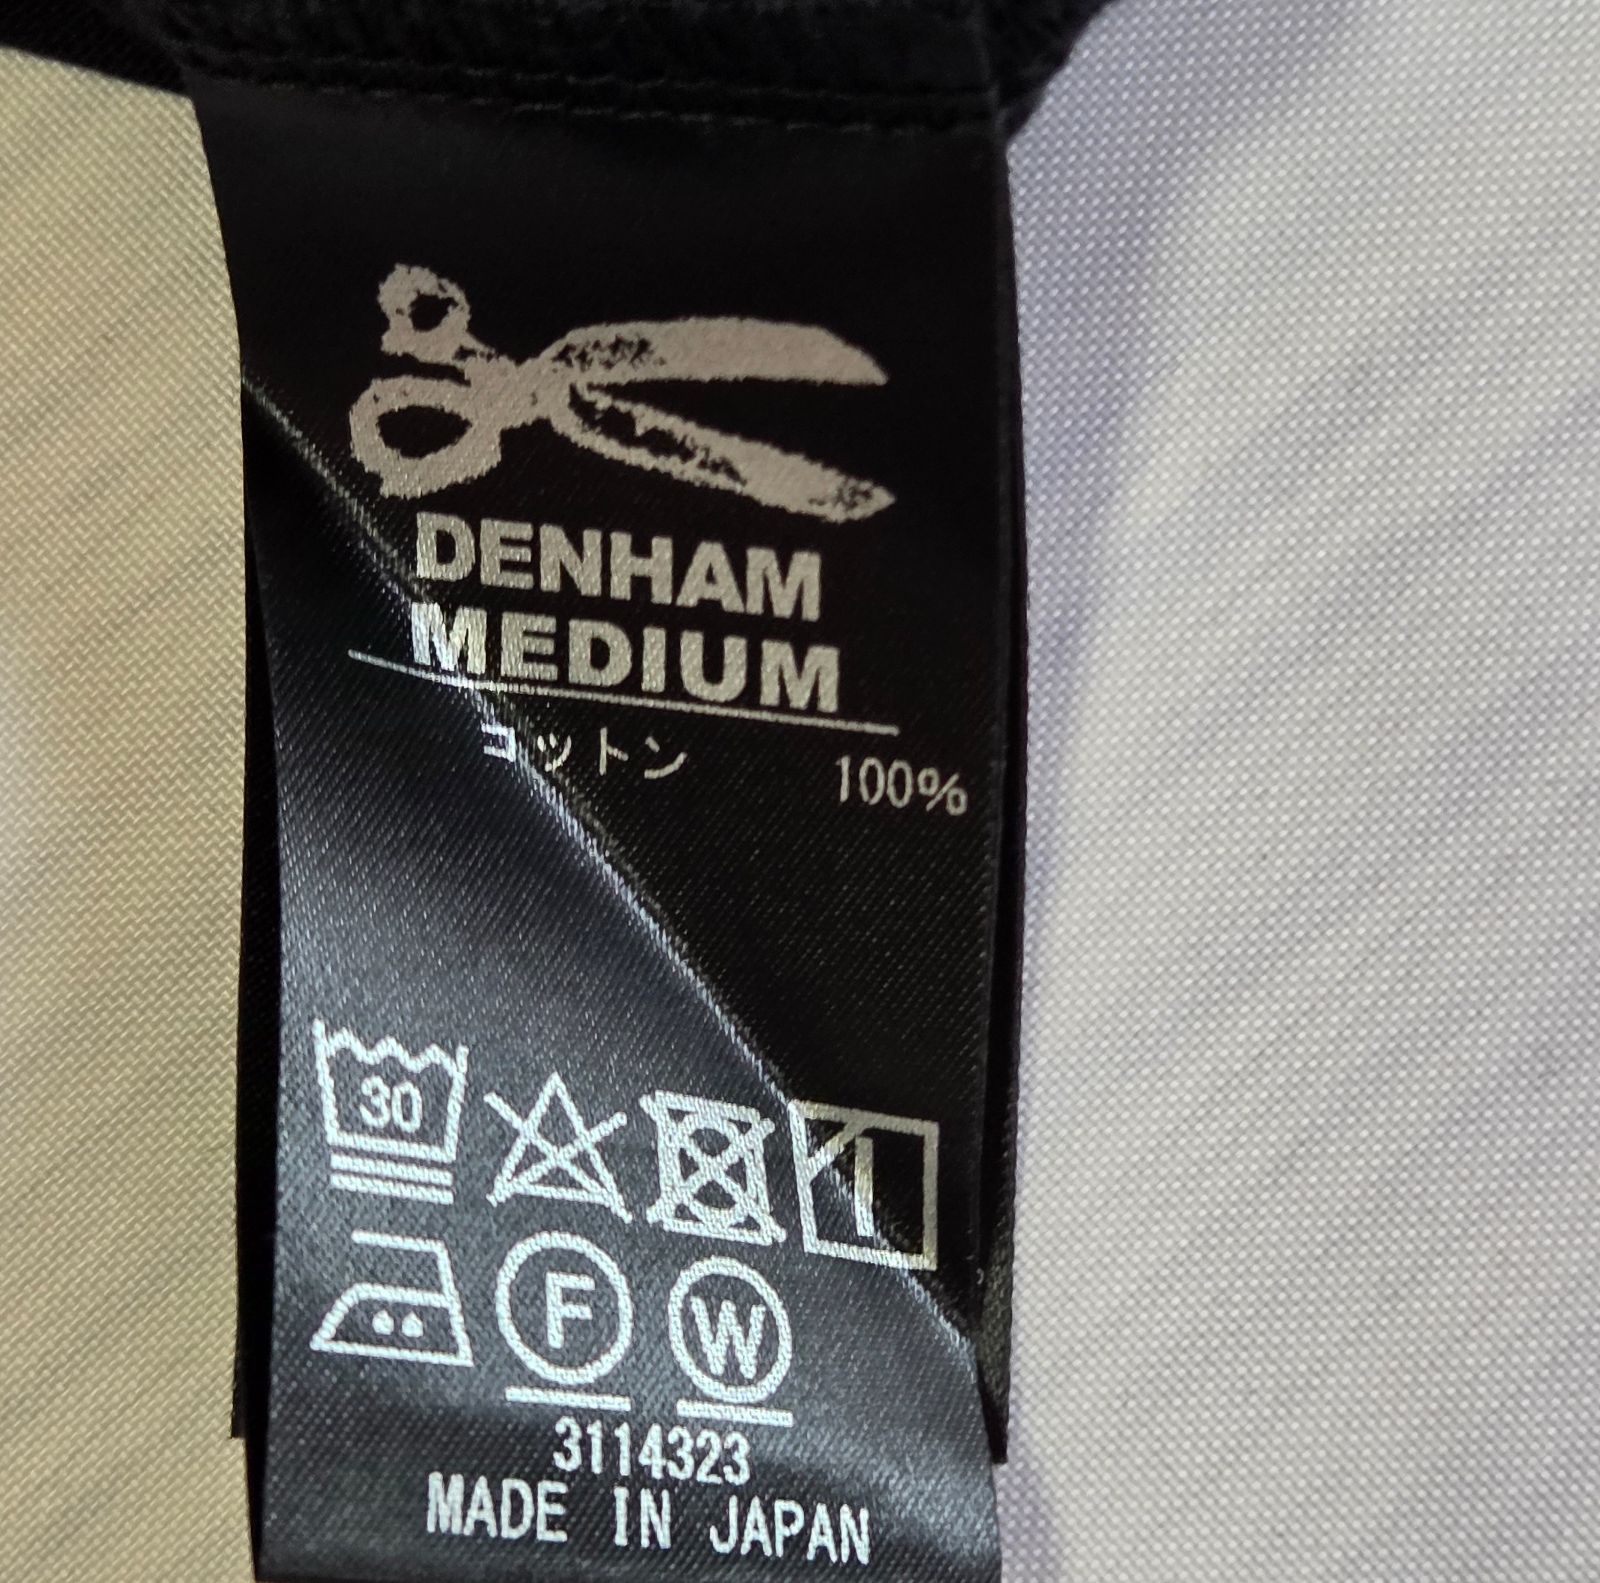 DENHAM
MEDIUM
コットン 100%
30
F W
3114323
MADE IN JAPAN